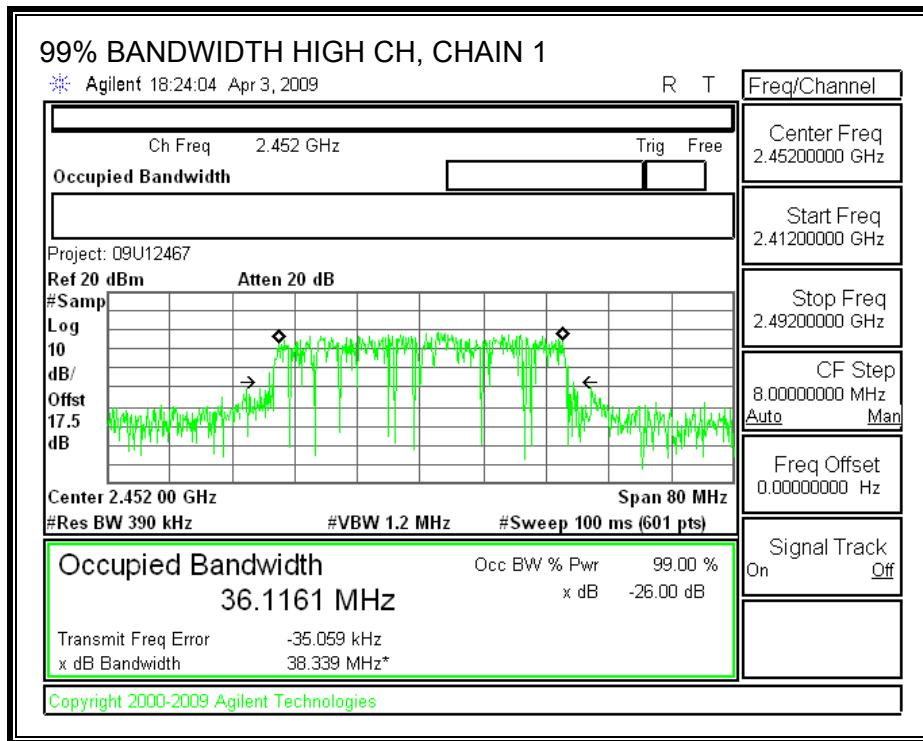 99% BANDWIDTH HIGH CH, CHAIN 1
Agilent 18:24:04 Apr 3, 2009 R T
Ch Freq 2.452 GHz Trig Free
Occupied Bandwidth
Project: 09U12467
Ref 20 dBm Atten 20 dB
#Samp
Log
10
dB/
Offst
17.5
dB
Center 2.452 00 GHz Span 80 MHz
#Res BW 390 kHz #VBW 1.2 MHz #Sweep 100 ms (601 pts)
Occupied Bandwidth Occ BW % Pwr 99.00 %
36.1161 MHz x dB -26.00 dB
Transmit Freq Error -35.059 kHz
x dB Bandwidth 38.339 MHz*
Copyright 2000-2009 Agilent Technologies
Freq/Channel
Center Freq
2.45200000 GHz
Start Freq
2.41200000 GHz
Stop Freq
2.49200000 GHz
CF Step
8.00000000 MHz
Auto Man
Freq Offset
0.00000000 Hz
Signal Track
On Off